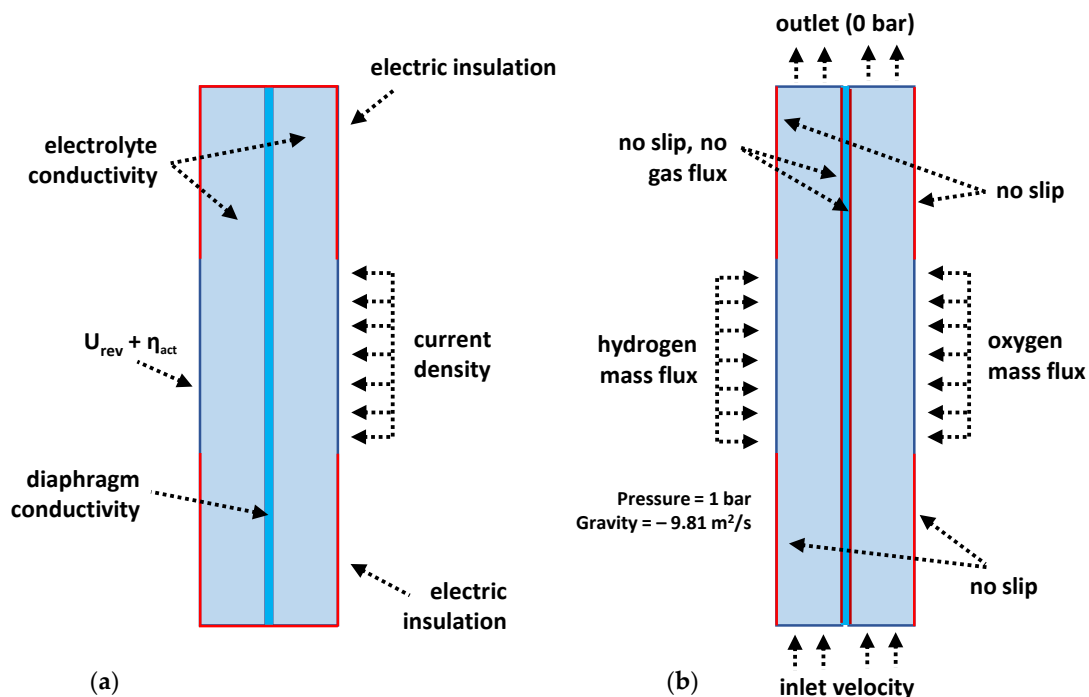 electric insulation
electrolyte
conductivity
U_rev + η_act
current
density
diaphragm
conductivity
electric
insulation
(a)
outlet (0 bar)
no slip, no
gas flux
no slip
hydrogen
mass flux
oxygen
mass flux
Pressure = 1 bar
Gravity = – 9.81 m²/s
no slip
inlet velocity
(b)